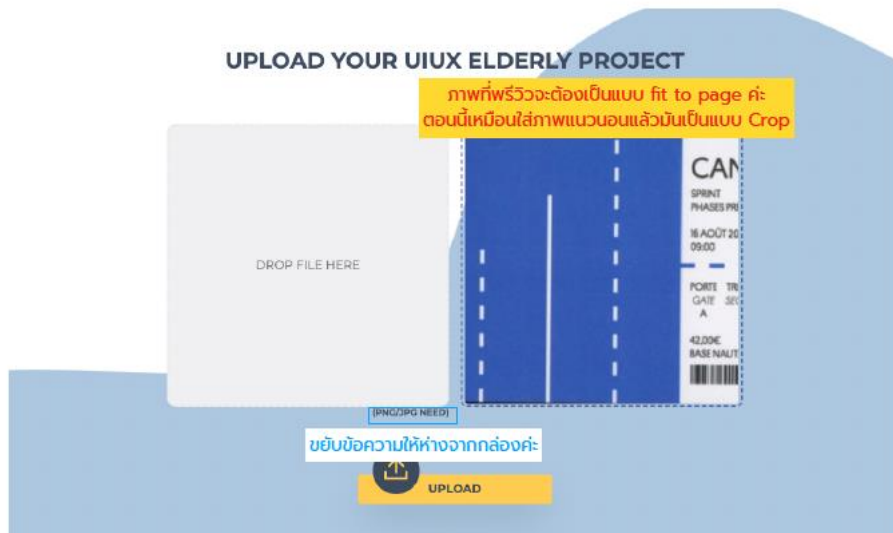 UPLOAD YOUR UIUX ELDERLY PROJECT
ภาพที่พรีวิวจะต้องเป็นแบบ fit to page ค่ะ
ตอนนี้เหมือนใส่ภาพแนวนอนแล้วมันเป็นแบบ Crop
DROP FILE HERE
CAN
SPRINT
PHASES PRE
16 AOÛT 20
09:00
PORTE TRI
GATE SEC
A
42,00€
BASE NAUT
(PNG/JPG NEED)
ขยับข้อความให้ห่างจากกล่องค่ะ
UPLOAD